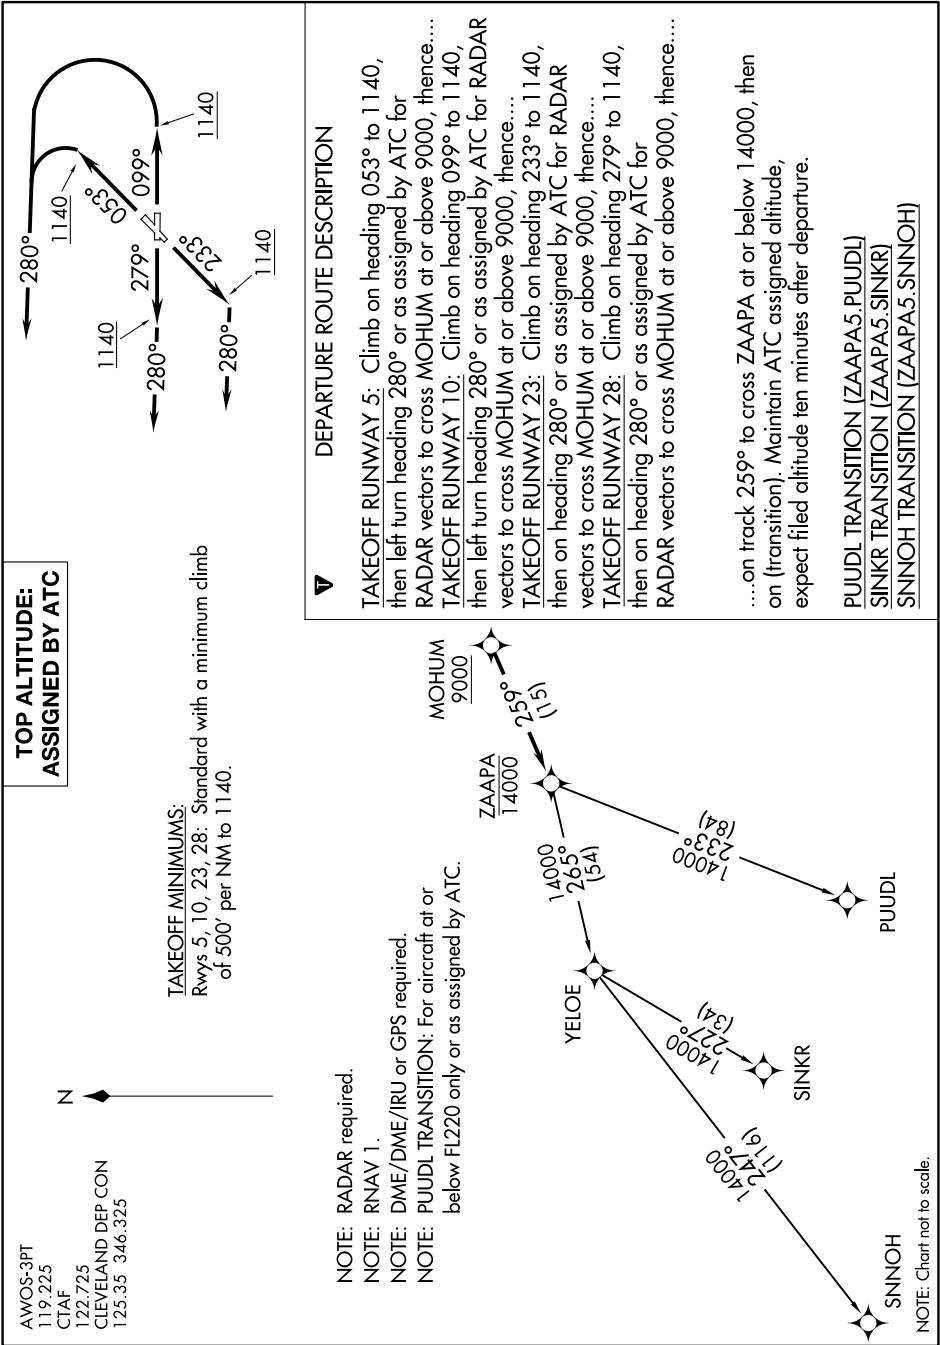 AWOS-3PT
119.225
CTAF
122.725
CLEVELAND DEP CON
125.35 346.325
N
TOP ALTITUDE:
ASSIGNED BY ATC
TAKEOFF MINIMUMS:
Rwys 5, 10, 23, 28: Standard with a minimum climb
of 500' per NM to 1140.
280°
1140
053°
099°
1140
279°
233°
1140
1140
280°
280°
NOTE: RADAR required.
NOTE: RNAV 1.
NOTE: DME/DME/IRU or GPS required.
NOTE: PUUDL TRANSITION: For aircraft at or
below FL220 only or as assigned by ATC.
MOHUM
9000
259°
(15)
ZAAPA
14000
14000
265°
(54)
14000
233°
(84)
PUUDL
YELOE
14000
227°
(34)
SINKR
14000
247°
(116)
SNNOH
NOTE: Chart not to scale.
T
DEPARTURE ROUTE DESCRIPTION
TAKEOFF RUNWAY 5: Climb on heading 053° to 1140,
then left turn heading 280° or as assigned by ATC for
RADAR vectors to cross MOHUM at or above 9000, thence....
TAKEOFF RUNWAY 10: Climb on heading 099° to 1140,
then left turn heading 280° or as assigned by ATC for RADAR
vectors to cross MOHUM at or above 9000, thence....
TAKEOFF RUNWAY 23: Climb on heading 233° to 1140,
then on heading 280° or as assigned by ATC for RADAR
vectors to cross MOHUM at or above 9000, thence....
TAKEOFF RUNWAY 28: Climb on heading 279° to 1140,
then on heading 280° or as assigned by ATC for
RADAR vectors to cross MOHUM at or above 9000, thence....
....on track 259° to cross ZAAPA at or below 14000, then
on (transition). Maintain ATC assigned altitude,
expect filed altitude ten minutes after departure.
PUUDL TRANSITION (ZAAPA5.PUUDL)
SINKR TRANSITION (ZAAPA5.SINKR)
SNNOH TRANSITION (ZAAPA5.SNNOH)